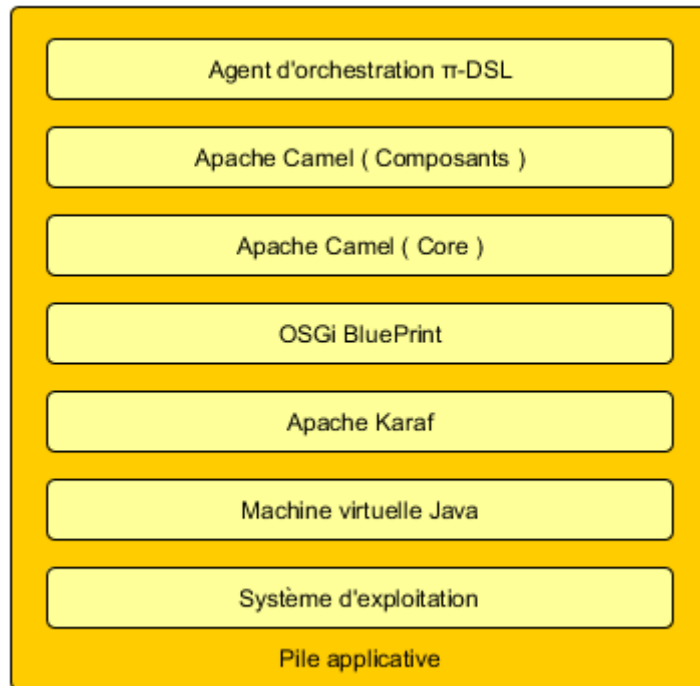 Agent d'orchestration π-DSL
Apache Camel ( Composants )
Apache Camel ( Core )
OSGi BluePrint
Apache Karaf
Machine virtuelle Java
Système d'exploitation
Pile applicative